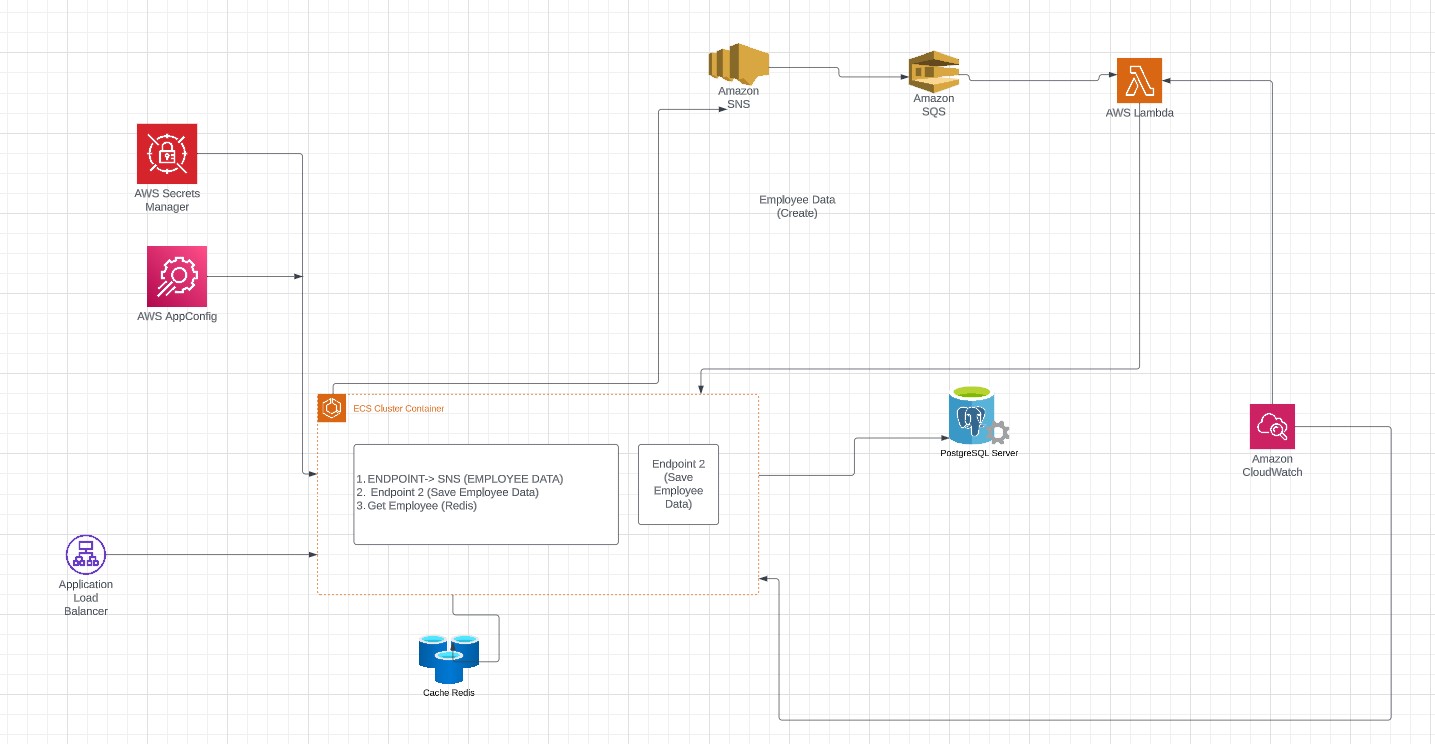 Amazon
SNS
Amazon
SQS
AWS Lambda
AWS Secrets
Manager
Employee Data
(Create)
AWS AppConfig
ECS Cluster Container
1. ENDPOINT-> SNS (EMPLOYEE DATA)
2. Endpoint 2 (Save Employee Data)
3. Get Employee (Redis)
Endpoint 2
(Save
Employee
Data)
PostgreSQL Server
Amazon
CloudWatch
Application
Load
Balancer
Cache Redis